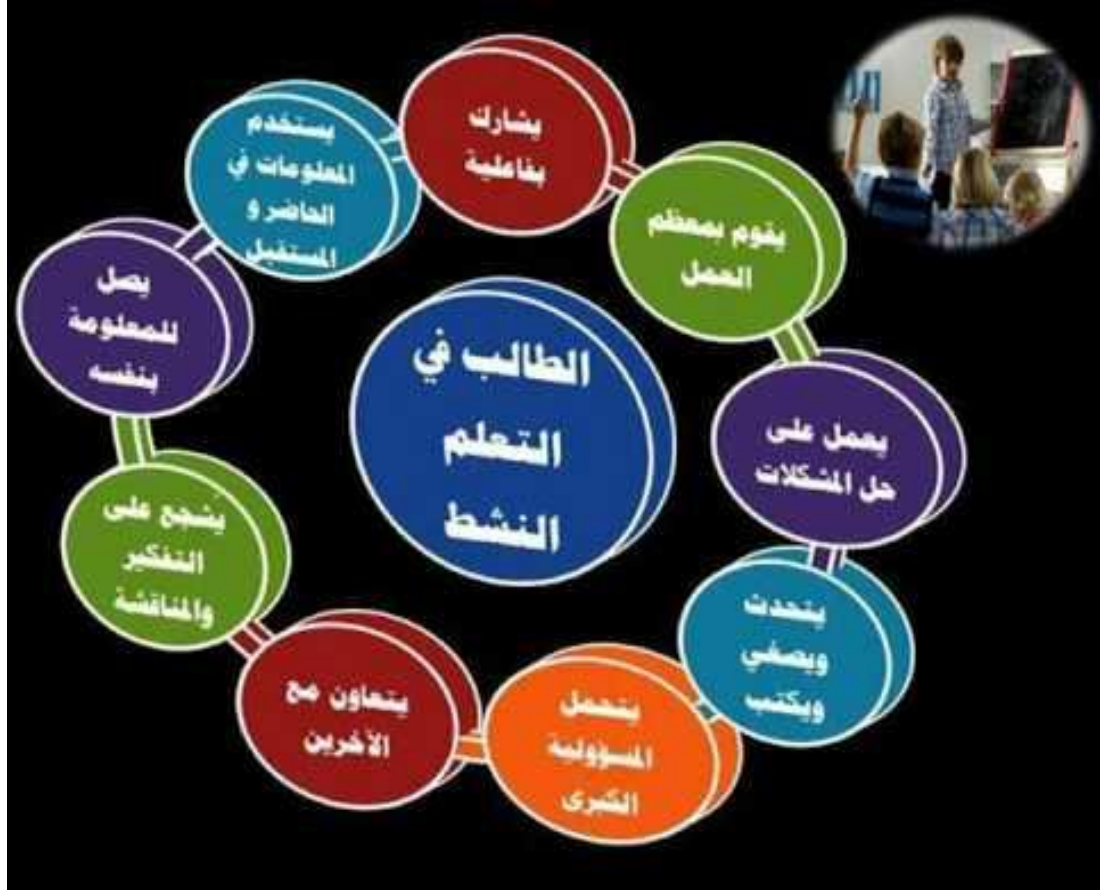 الطالب في
التعلم
النشط
يشارك
بفاعلية
يقوم بمعظم
العمل
يعمل على
حل المشكلات
يتحدث
ويصغي
ويكتب
يتحمل
المسؤولية
الكبرى
يتعاون مع
الآخرين
يُشجع على
التفكير
والمناقشة
يصل
للمعلومة
بنفسه
يستخدم
المعلومات في
الحاضر و
المستقبل